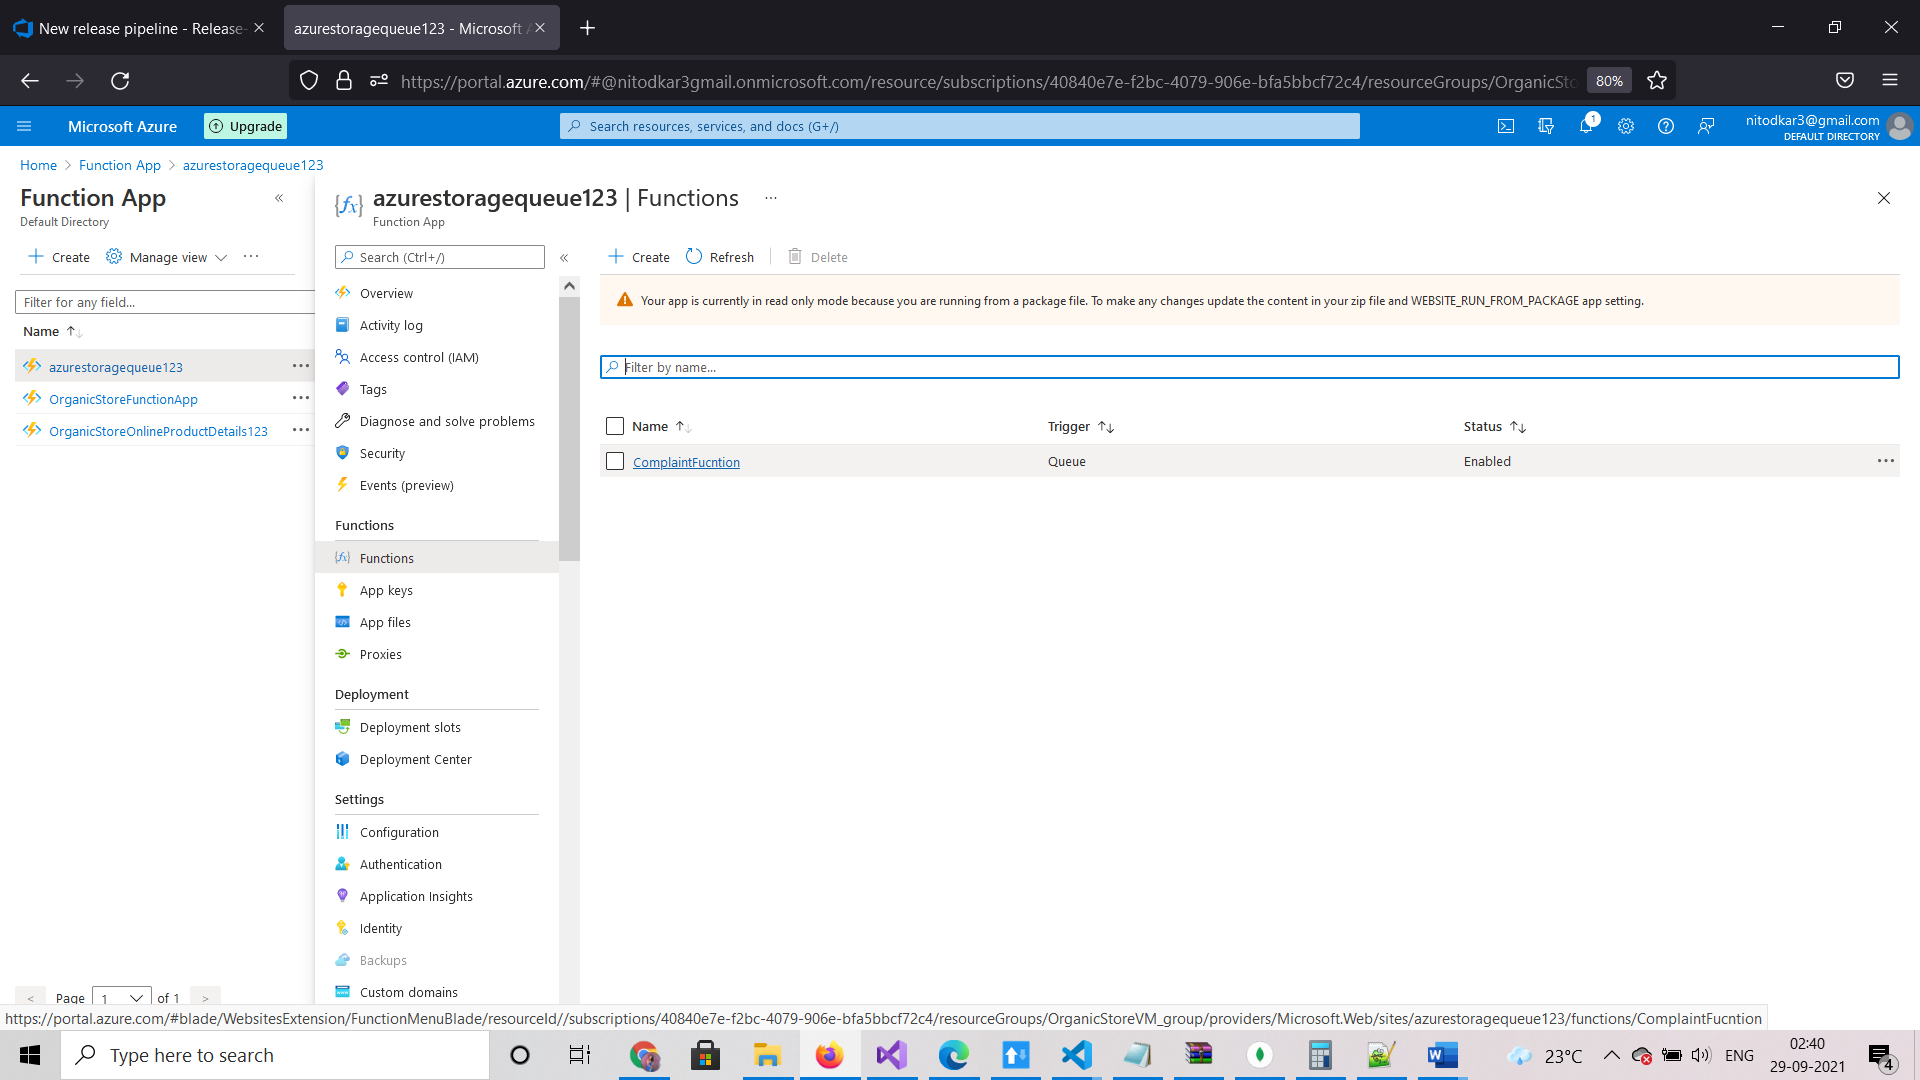 New release pipeline - Release-
azurestoragequeue123 - Microsoft A
https://portal.azure.com/#@nitodkar3gmail.onmicrosoft.com/resource/subscriptions/40840e7e-f2bc-4079-906e-bfa5bbcf72c4/resourceGroups/OrganicSto
80%
Microsoft Azure
Upgrade
Search resources, services, and docs (G+/)
1
nitodkar3@gmail.com
DEFAULT DIRECTORY
Home > Function App > azurestoragequeue123
Function App
Default Directory
Create
Manage view
Filter for any field...
Name
azurestoragequeue123
OrganicStoreFunctionApp
OrganicStoreOnlineProductDetails123
< Page 1 of 1 >
azurestoragequeue123 | Functions
Function App
Search (Ctrl+/)
Overview
Activity log
Access control (IAM)
Tags
Diagnose and solve problems
Security
Events (preview)
Functions
Functions
App keys
App files
Proxies
Deployment
Deployment slots
Deployment Center
Settings
Configuration
Authentication
Application Insights
Identity
Backups
Custom domains
Create
Refresh
Delete
Your app is currently in read only mode because you are running from a package file. To make any changes update the content in your zip file and WEBSITE_RUN_FROM_PACKAGE app setting.
Filter by name...
Name Trigger Status
ComplaintFucntion Queue Enabled
https://portal.azure.com/#blade/WebsitesExtension/FunctionMenuBlade/resourceId//subscriptions/40840e7e-f2bc-4079-906e-bfa5bbcf72c4/resourceGroups/OrganicStoreVM_group/providers/Microsoft.Web/sites/azurestoragequeue123/functions/ComplaintFucntion
Type here to search
23°C
ENG
02:40
29-09-2021
4